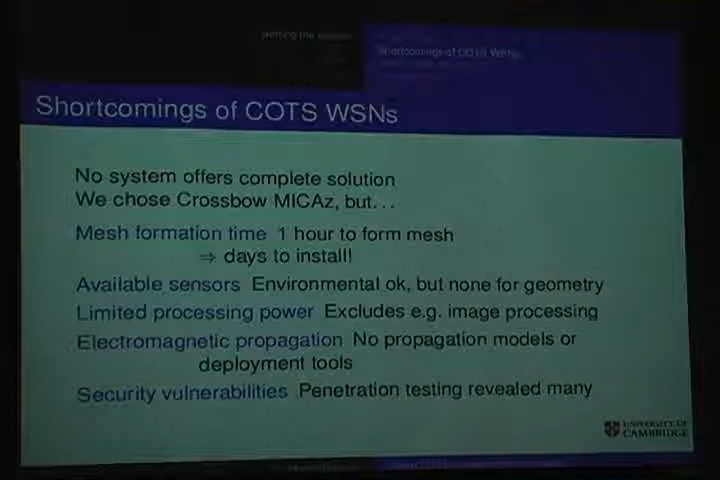 Shortcomings of COTS WSNs
Shortcomings of COTS WSNs
No system offers complete solution
We chose Crossbow MICAz, but...
Mesh formation time 1 hour to form mesh
⇒ days to install!
Available sensors Environmental ok, but none for geometry
Limited processing power Excludes e.g. image processing
Electromagnetic propagation No propagation models or
deployment tools
Security vulnerabilities Penetration testing revealed many
UNIVERSITY OF
CAMBRIDGE